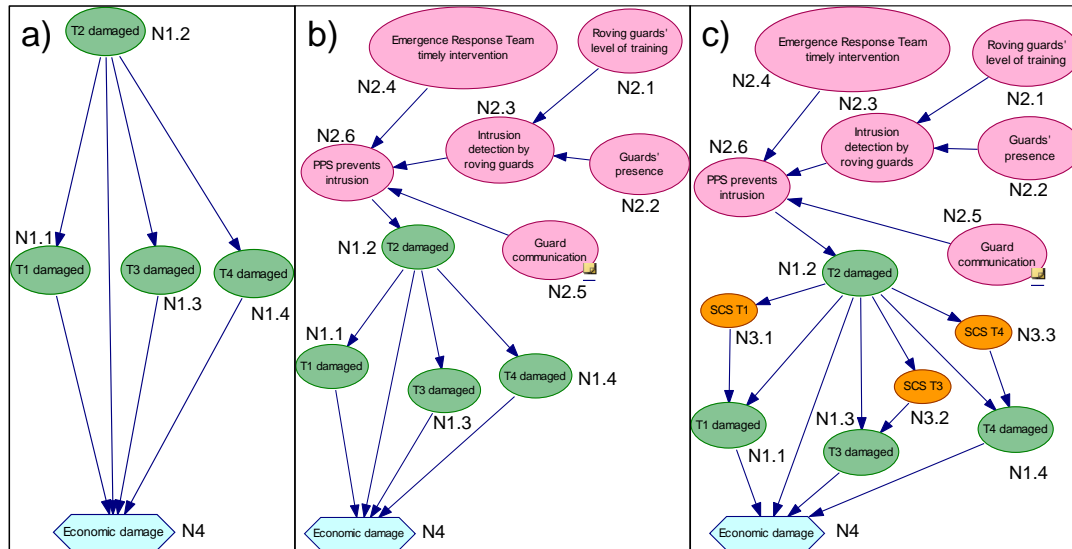 a)
T2 damaged
N1.2
N1.1
T1 damaged
T3 damaged
N1.3
T4 damaged
N1.4
Economic damage
N4
b)
Emergence Response Team
timely intervention
N2.4
Roving guards'
level of training
N2.1
N2.3
Intrusion
detection by
roving guards
N2.6
PPS prevents
intrusion
Guards'
presence
N2.2
N1.2
T2 damaged
Guard
communication
N2.5
N1.1
T1 damaged
T3 damaged
N1.3
T4 damaged
N1.4
Economic damage
N4
c)
Emergence Response Team
timely intervention
N2.4
Roving guards'
level of training
N2.1
N2.3
Intrusion
detection by
roving guards
N2.6
PPS prevents
intrusion
Guards'
presence
N2.2
N2.5
Guard
communication
N1.2
T2 damaged
SCS T1
N3.1
SCS T4
N3.3
SCS T3
N3.2
T1 damaged
N1.1
N1.3
T3 damaged
T4 damaged
N1.4
Economic damage
N4